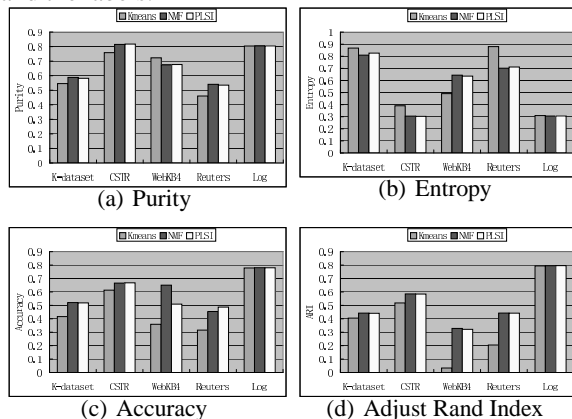 Kmeans NMF PLSI
Purity
0.9
0.8
0.7
0.6
0.5
0.4
0.3
0.2
0.1
0
K-dataset CSTR WebKB4 Reuters Log
(a) Purity
Kmeans NMF PLSI
Entropy
1
0.9
0.8
0.7
0.6
0.5
0.4
0.3
0.2
0.1
0
K-dataset CSTR WebKB4 Reuters Log
(b) Entropy
Kmeans NMF PLSI
Accuracy
0.9
0.8
0.7
0.6
0.5
0.4
0.3
0.2
0.1
0
K-dataset CSTR WebKB4 Reuters Log
(c) Accuracy
Kmeans NMF PLSI
ARI
0.9
0.8
0.7
0.6
0.5
0.4
0.3
0.2
0.1
0
K-dataset CSTR WebKB4 Reuters Log
(d) Adjust Rand Index